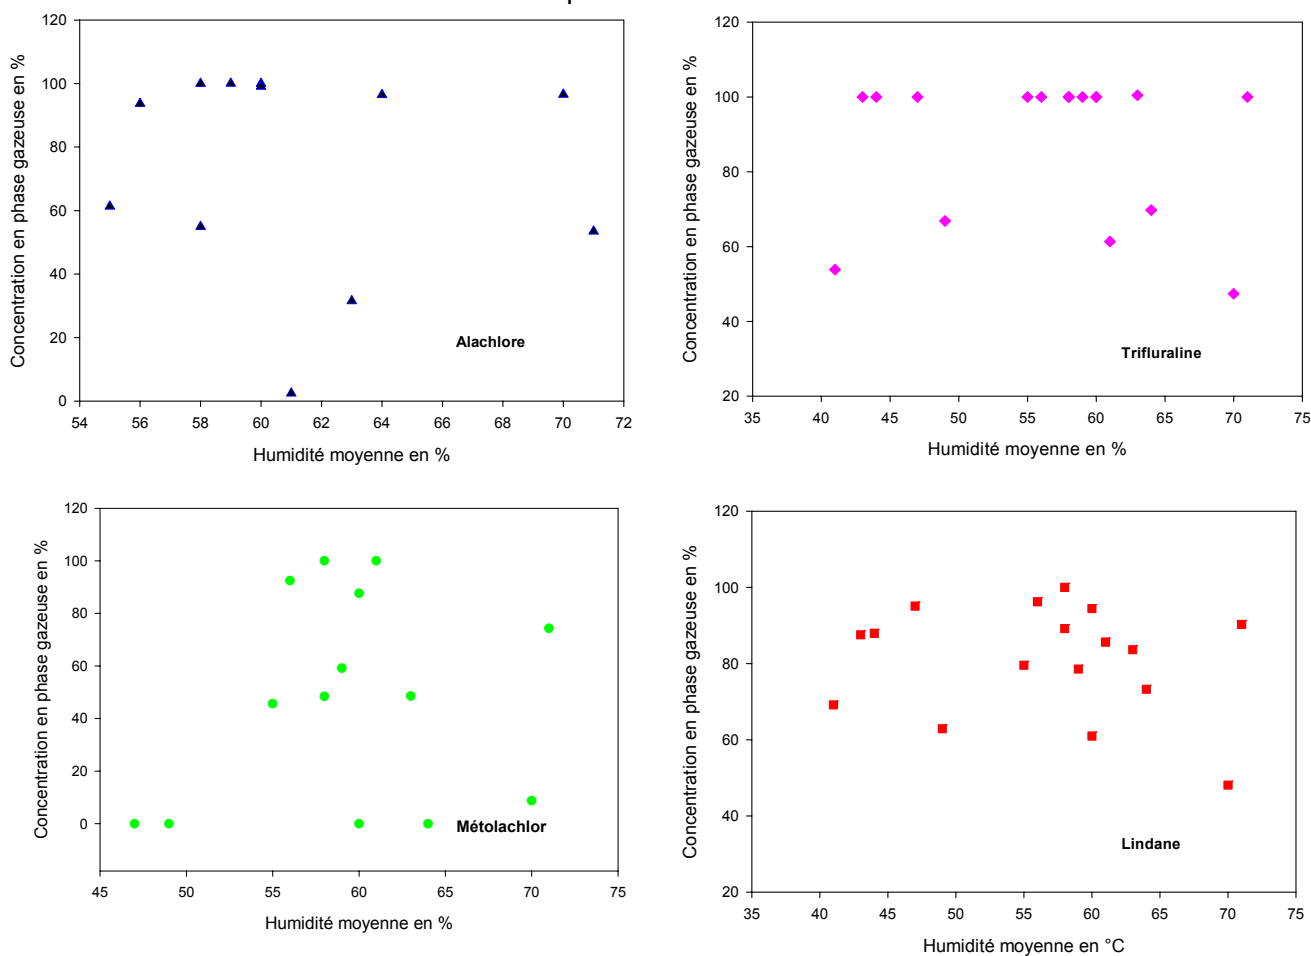 p
120
100
80
60
40
20
0
54 56 58 60 62 64 66 68 70 72
Concentration en phase gazeuse en %
Humidité moyenne en %
Alachlore
120
100
80
60
40
20
35 40 45 50 55 60 65 70 75
Concentration en phase gazeuse en %
Humidité moyenne en %
Trifluraline
120
100
80
60
40
20
0
45 50 55 60 65 70 75
Concentration en phase gazeuse en %
Humidité moyenne en %
Métolachlor
120
100
80
60
40
20
35 40 45 50 55 60 65 70 75
Concentration en phase gazeuse en %
Humidité moyenne en °C
Lindane